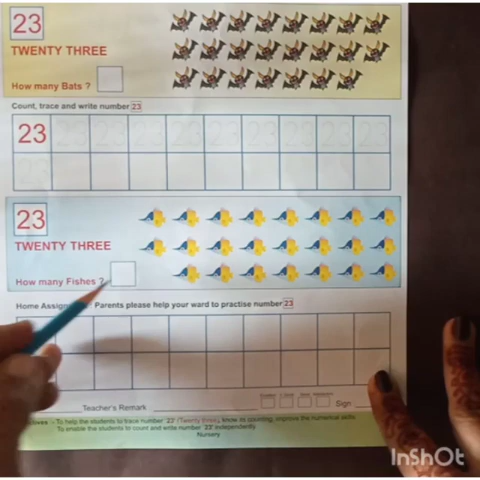 23
TWENTY THREE
How many Bats ?
Count, trace and write number 23
23 23 23 23 23 23 23 23 23 23
23
23
TWENTY THREE
How many Fishes ?
Home Assign : Parents please help your ward to practise number 23
Teacher's Remark
Sign
- To help the students to trace number '23' (Twenty three), know its counting, improve the numerical skills.
To enable the students to count and write number '23' independently
Nursery
InShOt